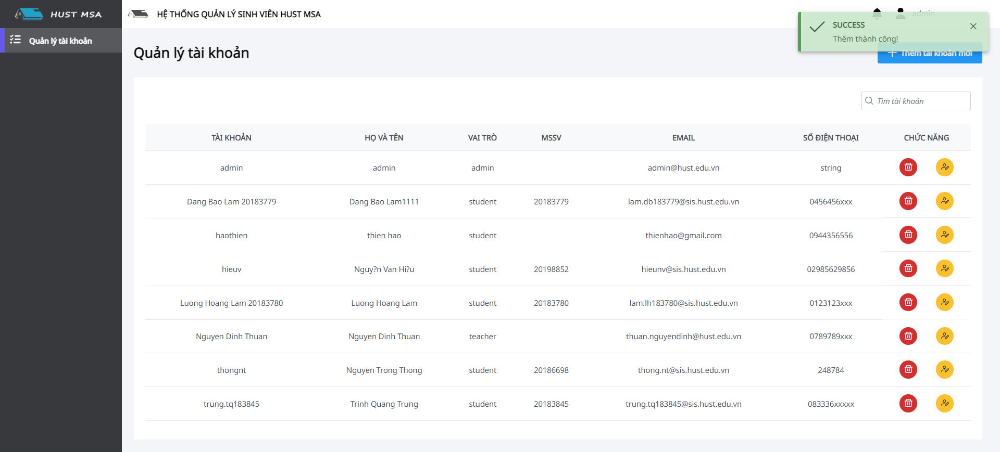 HUST MSA
HỆ THỐNG QUẢN LÝ SINH VIÊN HUST MSA
admin
SUCCESS
Thêm thành công!
Quản lý tài khoản
Quản lý tài khoản
Thêm tài khoản mới
Tìm tài khoản
TÀI KHOẢN HỌ VÀ TÊN VAI TRÒ MSSV EMAIL SỐ ĐIỆN THOẠI CHỨC NĂNG
admin admin admin admin@hust.edu.vn string
Dang Bao Lam 20183779 Dang Bao Lam1111 student 20183779 lam.db183779@sis.hust.edu.vn 0456456xxx
haothien thien hao student thienhao@gmail.com 0944356556
hieuv Nguy?n Van Hi?u student 20198852 hieunv@sis.hust.edu.vn 02985629856
Luong Hoang Lam 20183780 Luong Hoang Lam student 20183780 lam.lh183780@sis.hust.edu.vn 0123123xxx
Nguyen Dinh Thuan Nguyen Dinh Thuan teacher thuan.nguyendinh@hust.edu.vn 0789789xxx
thongnt Nguyen Trong Thong student 20186698 thong.nt@sis.hust.edu.vn 248784
trung.tq183845 Trinh Quang Trung student 20183845 trung.tq183845@sis.hust.edu.vn 083336xxxxx